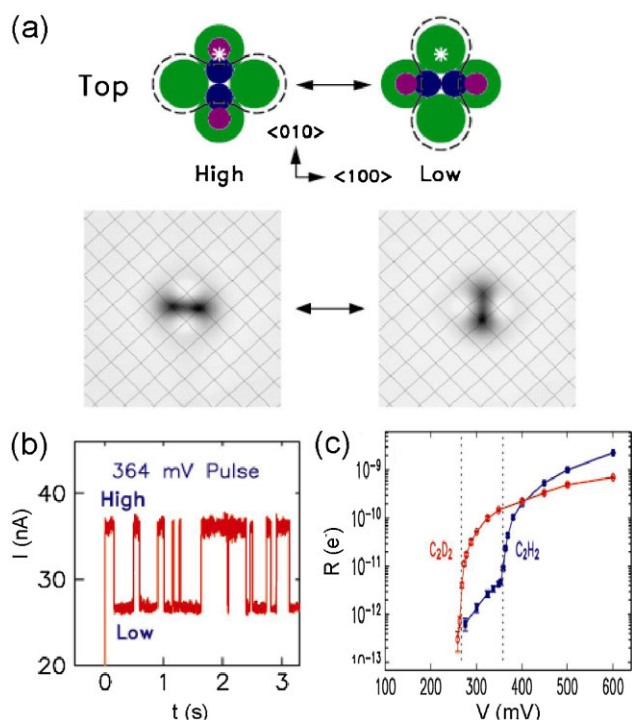 (a)
Top
<010>
<100>
High
Low
(b)
364 mV Pulse
High
Low
I (nA)
50
40
30
20
0
1
2
3
t (s)
(c)
R (e⁻)
10⁻⁹
10⁻¹⁰
10⁻¹¹
10⁻¹²
10⁻¹³
C₂D₂
C₂H₂
100
200
300
400
500
600
V (mV)